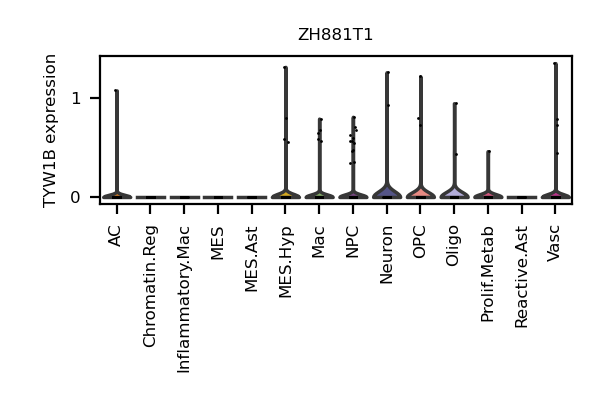 ZH881T1
TYW1B expression
1
0
AC
Chromatin.Reg
Inflammatory.Mac
MES
MES.Ast
MES.Hyp
Mac
NPC
Neuron
OPC
Oligo
Prolif.Metab
Reactive.Ast
Vasc